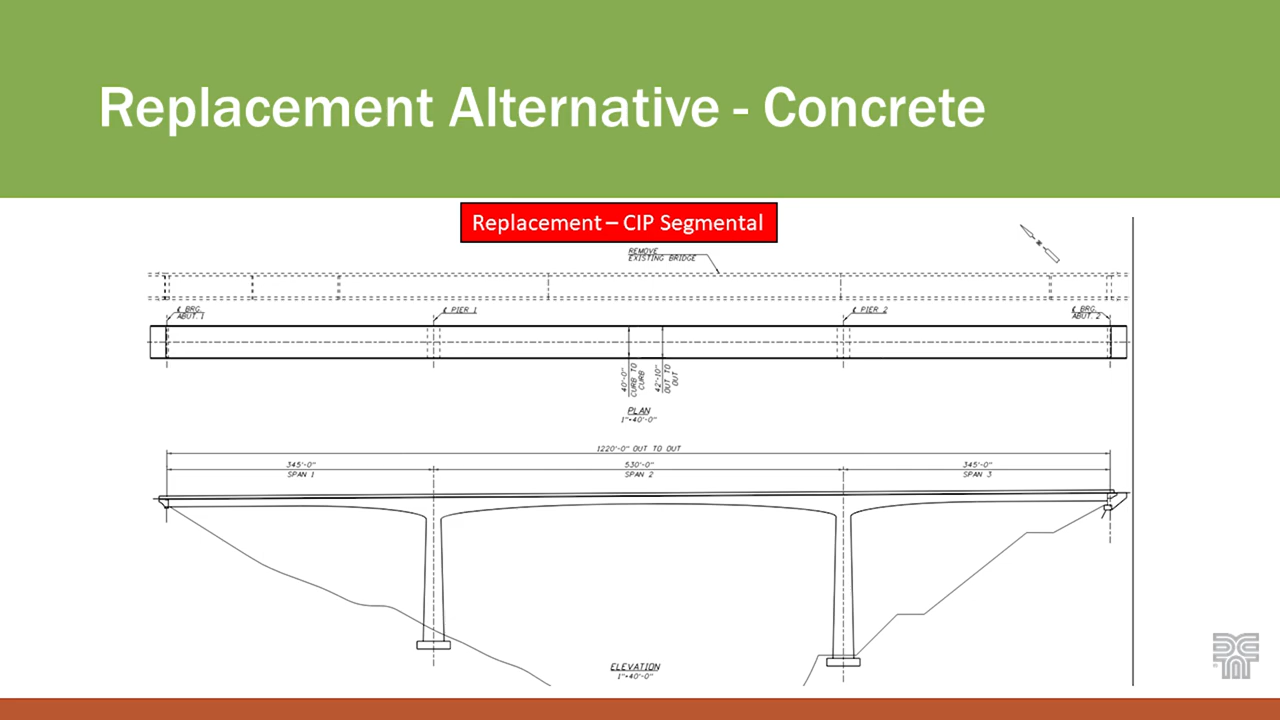 Replacement Alternative - Concrete
Replacement – CIP Segmental
REMOVE
EXISTING BRIDGE
℄ BRG.
ABUT. 1
℄ PIER 1
℄ PIER 2
℄ BRG.
ABUT. 2
40'-0"
CURB TO
CURB
42'-10"
OUT TO
OUT
PLAN
1"=40'-0"
1220'-0" OUT TO OUT
345'-0"
SPAN 1
530'-0"
SPAN 2
345'-0"
SPAN 3
ELEVATION
1"=40'-0"